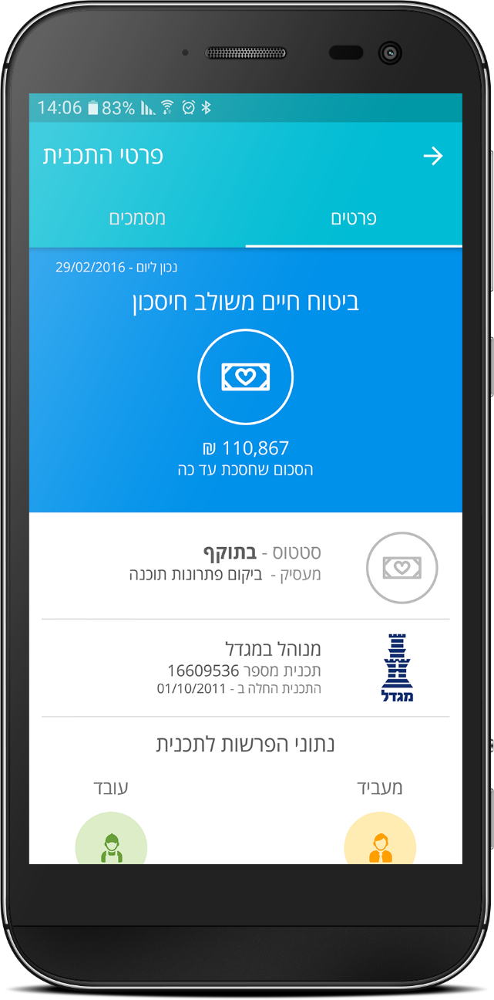 14:06 83%
פרטי התכנית
פרטים
מסמכים
נכון ליום - 29/02/2016
ביטוח חיים משולב חיסכון
110,867 ₪
הסכום שחסכת עד כה
סטטוס - בתוקף
מעסיק - ביקום פתרונות תוכנה
מגדל
מנוהל במגדל
תכנית מספר 16609536
התכנית החלה ב - 01/10/2011
נתוני הפרשות לתכנית
מעביד
עובד